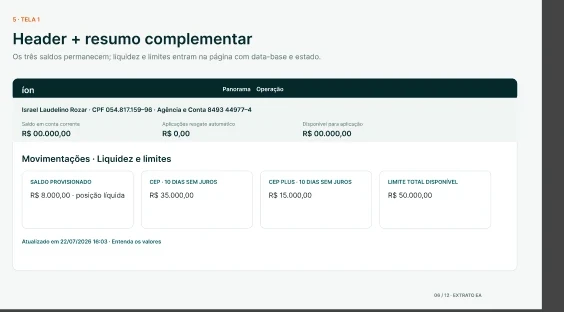 5 · TELA 1
Header + resumo complementar
Os três saldos permanecem; liquidez e limites entram na página com data-base e estado.
íon
Panorama Operação
Israel Laudelino Rozar · CPF 054.817.159-96 · Agência e Conta 8493 44977-4
Saldo em conta corrente
Aplicações resgate automático
Disponível para aplicação
R$ 00.000,00
R$ 0,00
R$ 00.000,00
Movimentações · Liquidez e limites
SALDO PROVISIONADO
CEP · 10 DIAS SEM JUROS
CEP PLUS · 10 DIAS SEM JUROS
LIMITE TOTAL DISPONÍVEL
R$ 8.000,00 · posição líquida
R$ 35.000,00
R$ 15.000,00
R$ 50.000,00
Atualizado em 22/07/2026 16:03 · Entenda os valores
06 / 12 · EXTRATO EA